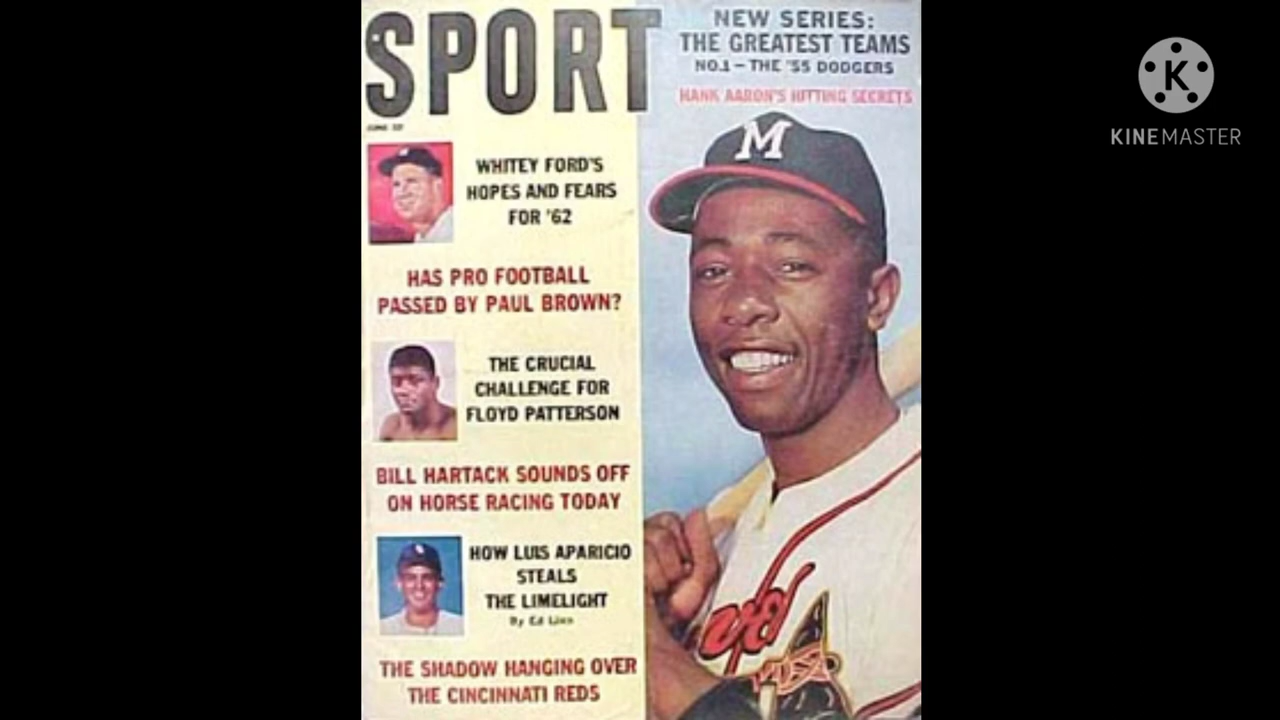 SPORT
NEW SERIES:
THE GREATEST TEAMS
NO.1 – THE '55 DODGERS
HANK AARON'S HITTING SECRETS
JUNE
WHITEY FORD'S
HOPES AND FEARS
FOR '62
HAS PRO FOOTBALL
PASSED BY PAUL BROWN?
THE CRUCIAL
CHALLENGE FOR
FLOYD PATTERSON
BILL HARTACK SOUNDS OFF
ON HORSE RACING TODAY
HOW LUIS APARICIO
STEALS
THE LIMELIGHT
By Ed Linn
THE SHADOW HANGING OVER
THE CINCINNATI REDS
M
K
KINEMASTER